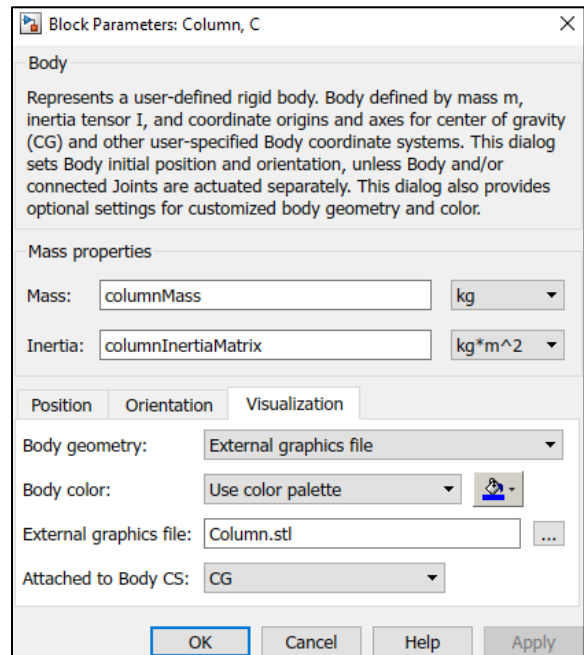 Block Parameters: Column, C
Body
Represents a user-defined rigid body. Body defined by mass m,
inertia tensor I, and coordinate origins and axes for center of gravity
(CG) and other user-specified Body coordinate systems. This dialog
sets Body initial position and orientation, unless Body and/or
connected Joints are actuated separately. This dialog also provides
optional settings for customized body geometry and color.
Mass properties
Mass: columnMass kg
Inertia: columnInertiaMatrix kg*m^2
Position Orientation Visualization
Body geometry: External graphics file
Body color: Use color palette
External graphics file: Column.stl ...
Attached to Body CS: CG
OK Cancel Help Apply